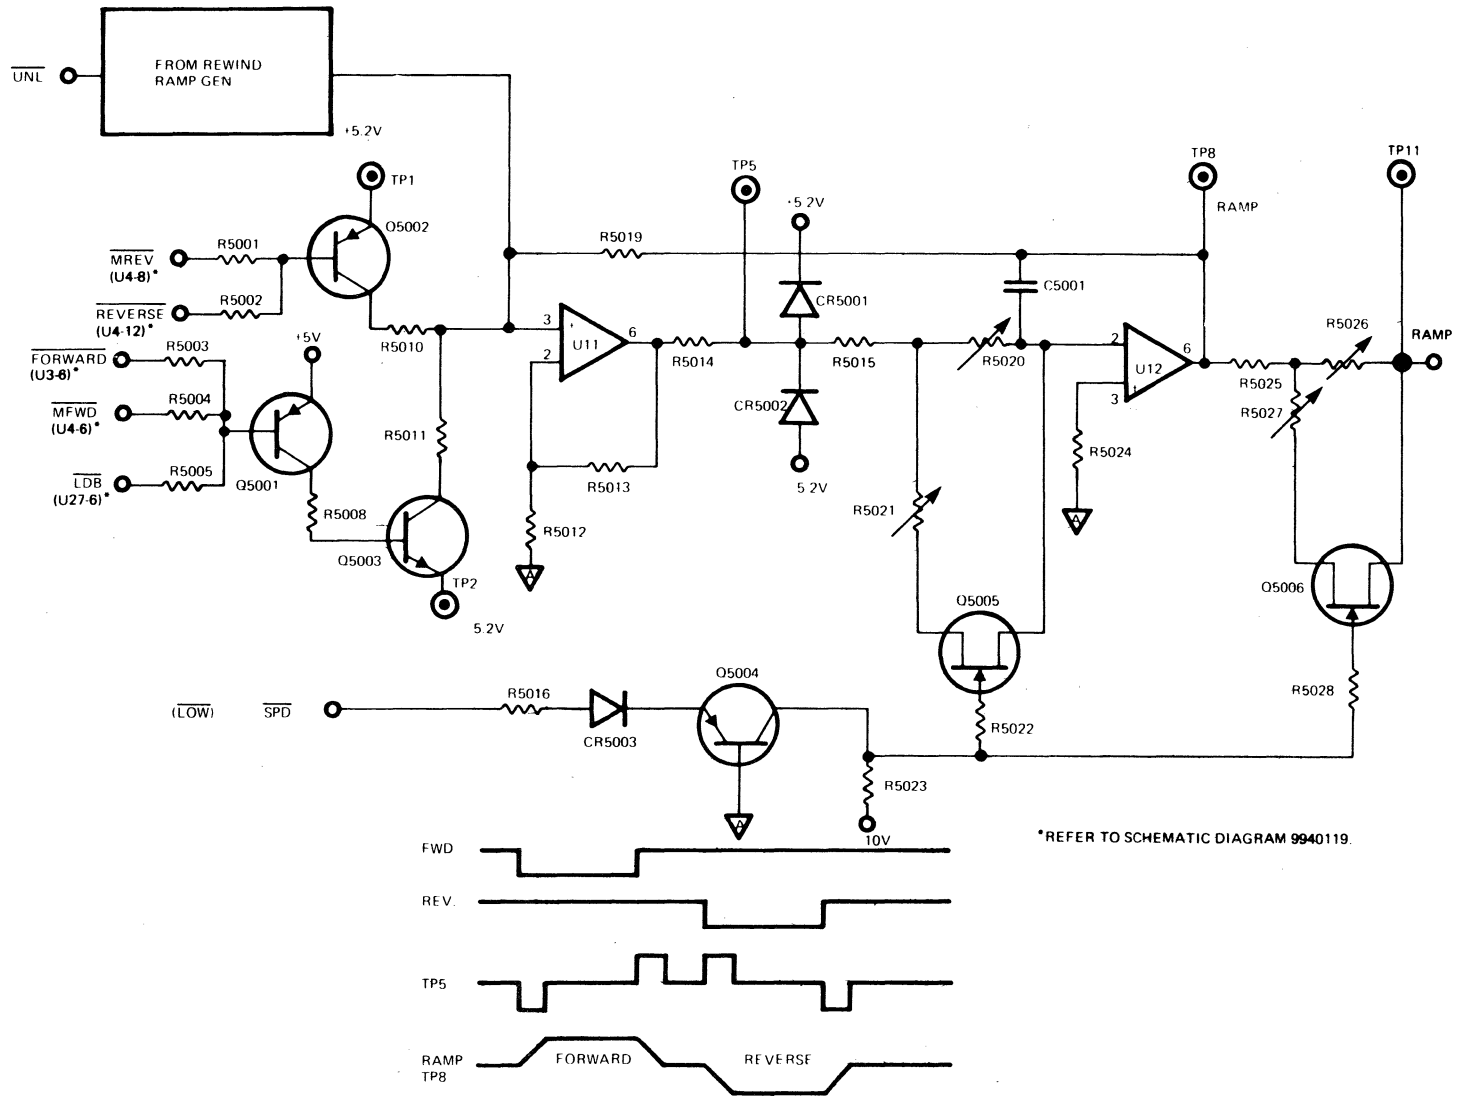 UNL
FROM REWIND
RAMP GEN
+5.2V
TP1
Q5002
MREV
(U4-8)*
R5001
REVERSE
(U4-12)*
R5002
FORWARD
(U3-6)*
R5003
+5V
MFWD
(U4-6)*
R5004
LDB
(U27-6)*
R5005
Q5001
R5008
Q5003
R5010
R5011
TP2
5.2V
R5019
3
+
U11
2
6
R5012
R5013
R5014
TP5
+5 2V
CR5001
CR5002
5 2V
R5015
R5020
C5001
R5021
TP8
RAMP
2
U12
6
3
+
R5024
A
A
R5025
R5026
R5027
TP11
RAMP
Q5005
Q5006
R5022
R5028
(LOW) SPD
R5016
CR5003
Q5004
A
R5023
10V
*REFER TO SCHEMATIC DIAGRAM 9940119.
FWD
REV.
TP5
RAMP
TP8
FORWARD
REVERSE